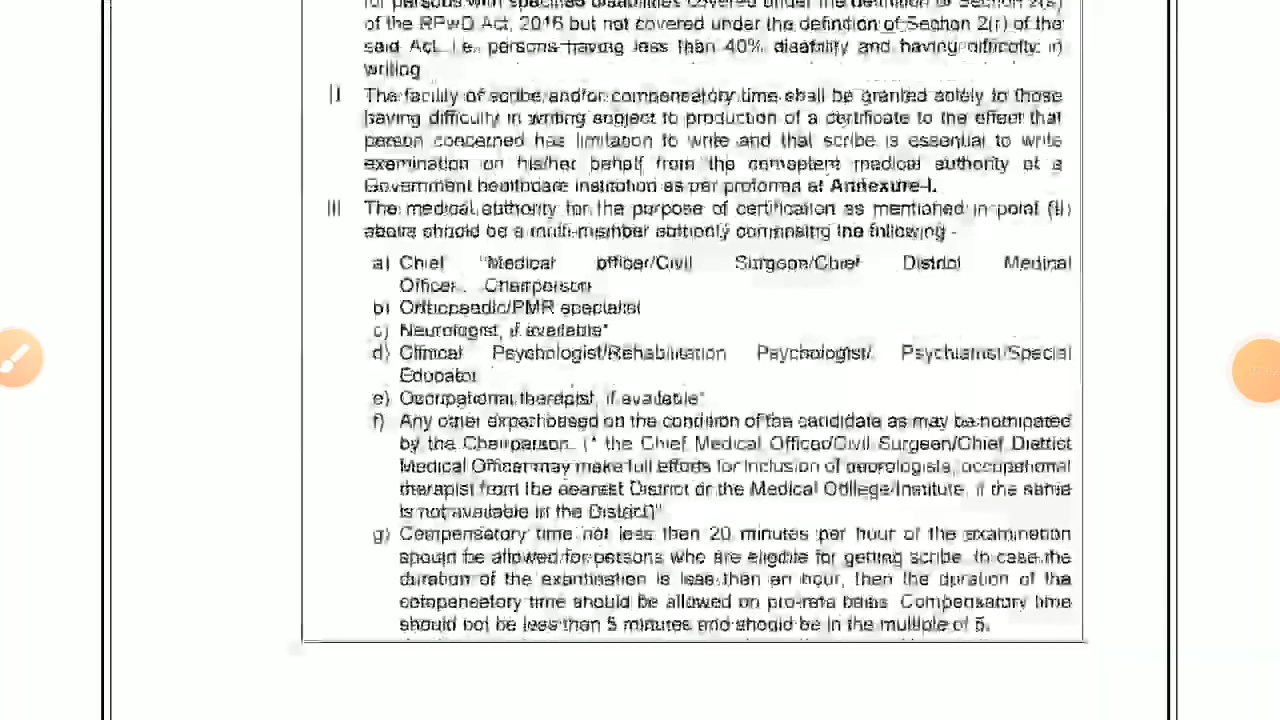 for persons with specified disabilities covered under the definition of Section 2(s)
of the RPwD Act, 2016 but not covered under the definition of Section 2(r) of the
said Act, i.e. persons having less than 40% disability and having difficulty in
writing
II The facility of scribe and/or compensatory time shall be granted solely to those
having difficulty in writing subject to production of a certificate to the effect that
person concerned has limitation to write and that scribe is essential to write
examination on his/her behalf from the competent medical authority of a
Government healthcare institution as per proforma at Annexure-I.
III The medical authority for the purpose of certification as mentioned in point (II)
above should be a multi-member authority comprising the following -
a) Chief "Medical officer/Civil Surgeon/Chief District Medical
Officer.. Chairperson
b) Orthopaedic/PMR specialist
c) Neurologist, if available*
d) Clinical Psychologist/Rehabilitation Psychologist/ Psychiatrist/Special
Educator
e) Occupational therapist, if available*
f) Any other expert based on the condition of the candidate as may be nominated
by the Chairperson. (* the Chief Medical Officer/Civil Surgeon/Chief District
Medical Officer may make full efforts for inclusion of neurologists, occupational
therapist from the nearest District or the Medical College/Institute, if the same
is not available in the District)"
g) Compensatory time not less than 20 minutes per hour of the examination
should be allowed for persons who are eligible for getting scribe. In case the
duration of the examination is less than an hour, then the duration of the
compensatory time should be allowed on pro-rata basis. Compensatory time
should not be less than 5 minutes and should be in the multiple of 5.